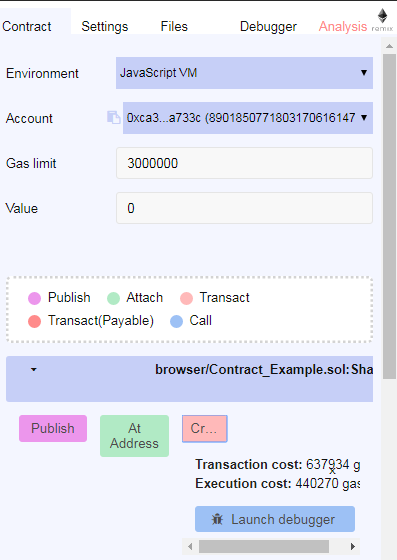 Contract Settings Files Debugger Analysis remix
Environment JavaScript VM
Account 0xca3...a733c (8901850771803170616147
Gas limit 3000000
Value 0
Publish Attach Transact
Transact(Payable) Call
browser/Contract_Example.sol:Sha
Publish At Address Cr...
Transaction cost: 637934 g
x
Execution cost: 440270 gas
Launch debugger